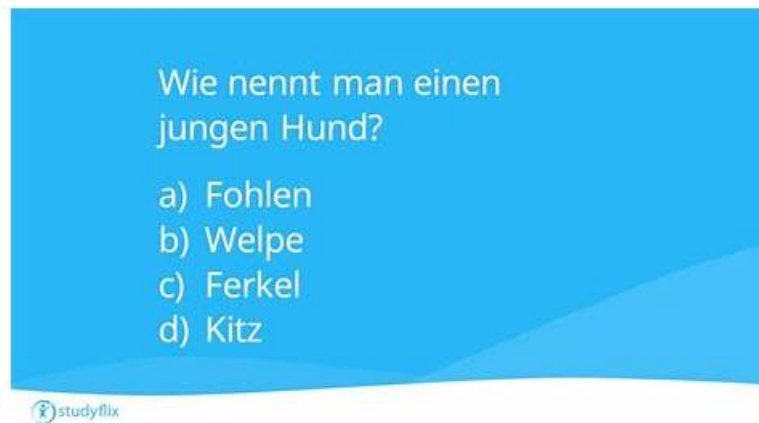 Wie nennt man einen
jungen Hund?
a) Fohlen
b) Welpe
c) Ferkel
d) Kitz
studyflix